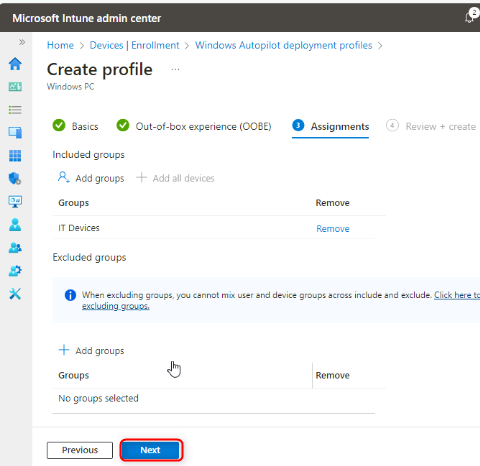 Microsoft Intune admin center
2
Home > Devices | Enrollment > Windows Autopilot deployment profiles >
Create profile ...
Windows PC
Basics Out-of-box experience (OOBE) 3 Assignments 4 Review + create
Included groups
Add groups + Add all devices
Groups Remove
IT Devices Remove
Excluded groups
When excluding groups, you cannot mix user and device groups across include and exclude. Click here to
excluding groups.
+ Add groups
Groups Remove
No groups selected
Previous Next